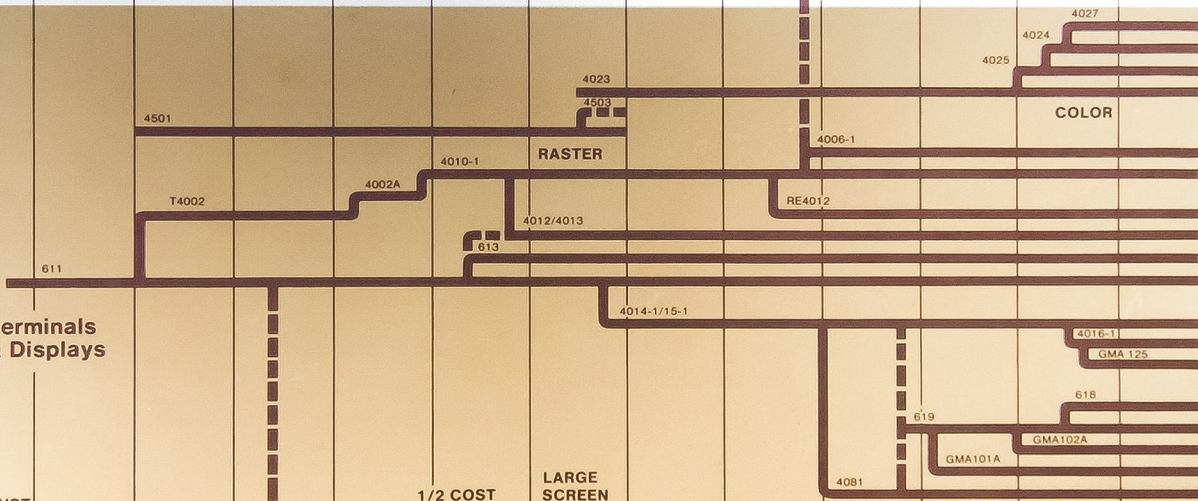 4027
4024
4025
4023
4503
COLOR
4501
4006-1
RASTER
4010-1
4002A
T4002
RE4012
4012/4013
613
611
4014-1/15-1
erminals
Displays
4016-1
GMA 125
618
619
GMA102A
GMA101A
LARGE
4081
1/2 COST
SCREEN